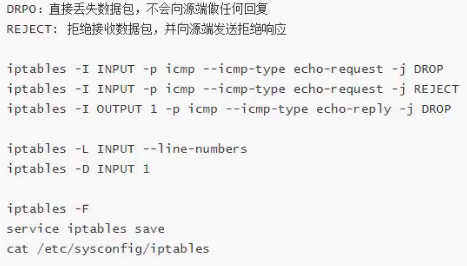 DRPO：直接丢失数据包，不会向源端做任何回复
REJECT: 拒绝接收数据包，并向源端发送拒绝响应
iptables -I INPUT -p icmp --icmp-type echo-request -j DROP
iptables -I INPUT -p icmp --icmp-type echo-request -j REJECT
iptables -I OUTPUT 1 -p icmp --icmp-type echo-reply -j DROP
iptables -L INPUT --line-numbers
iptables -D INPUT 1
iptables -F
service iptables save
cat /etc/sysconfig/iptables